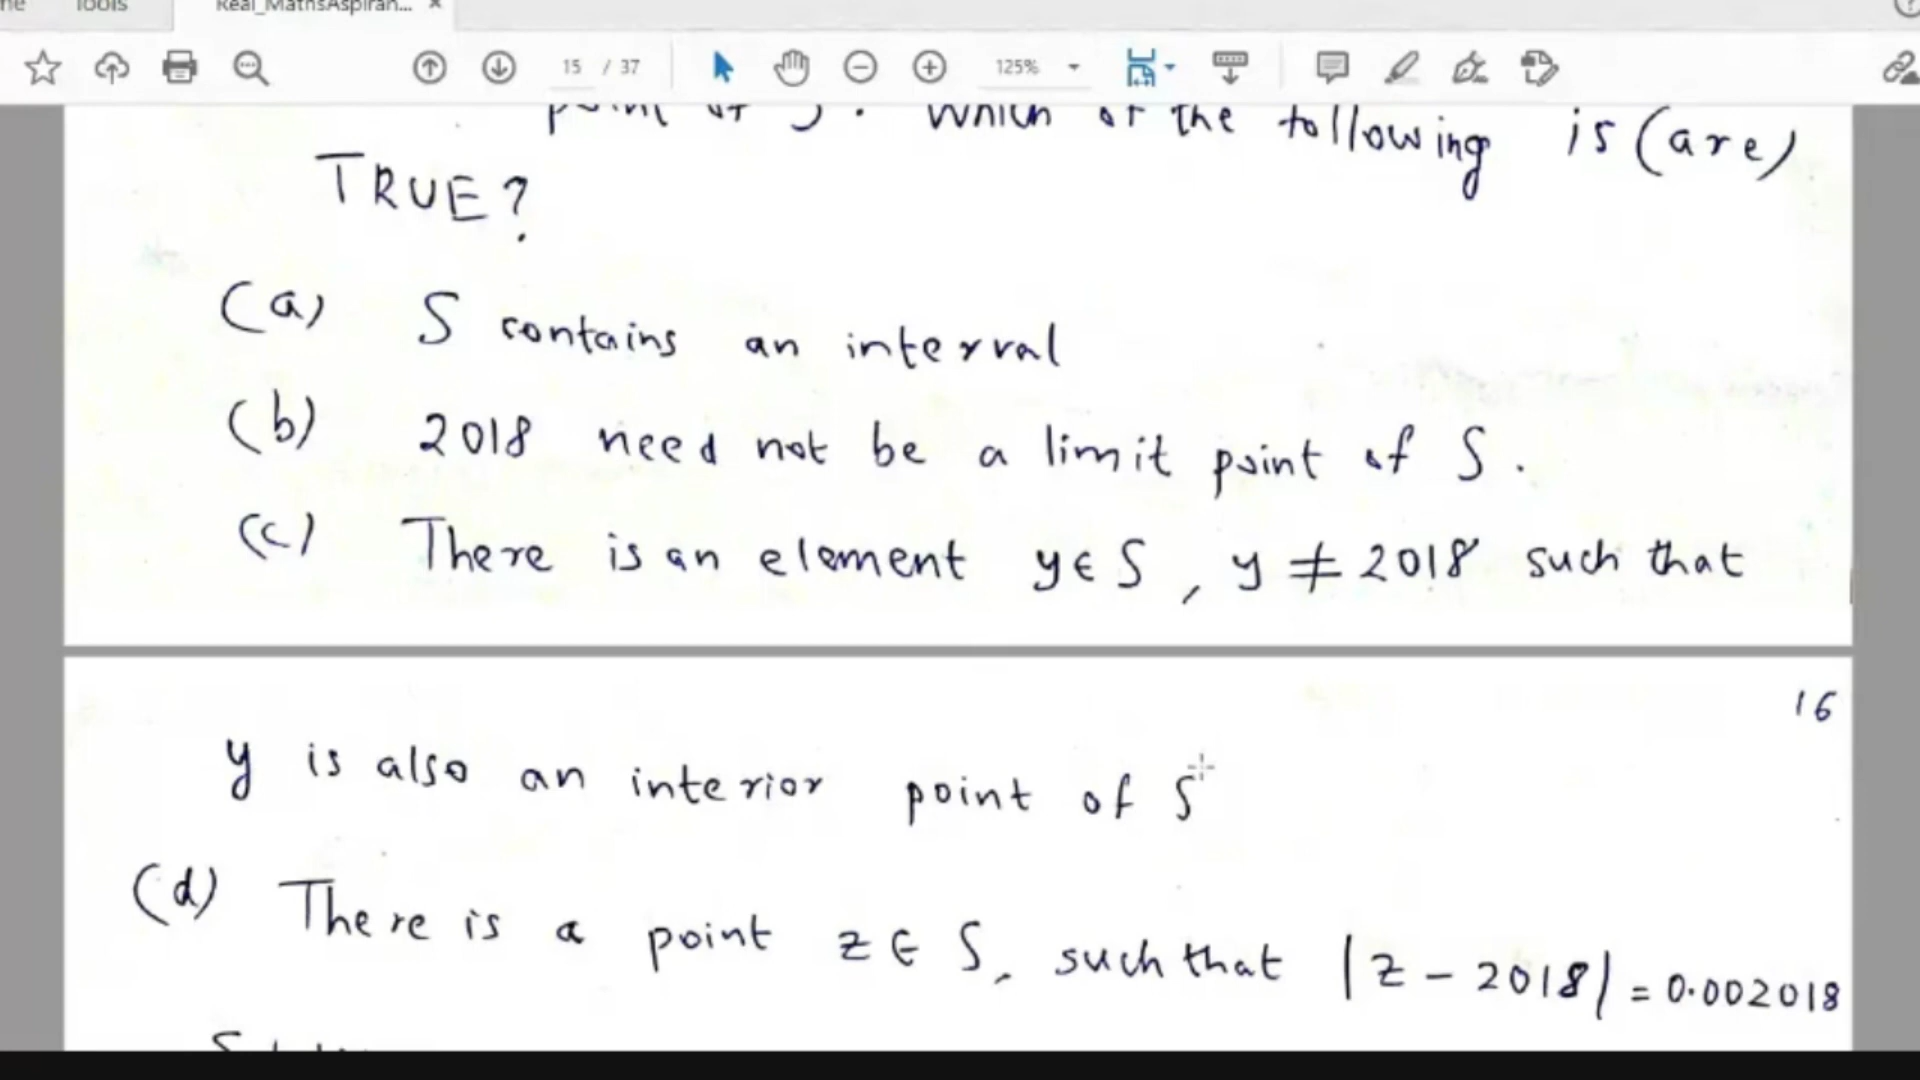 Tools
Real_MathsAspiran... ×
15 / 37
125%
point of S. Which of the following is (are)
TRUE?
(a) S contains an interval
(b) 2018 need not be a limit point of S.
(c) There is an element y ∈ S, y ≠ 2018 such that
16
y is also an interior point of S
(d) There is a point z ∈ S, such that |z - 2018| = 0.002018